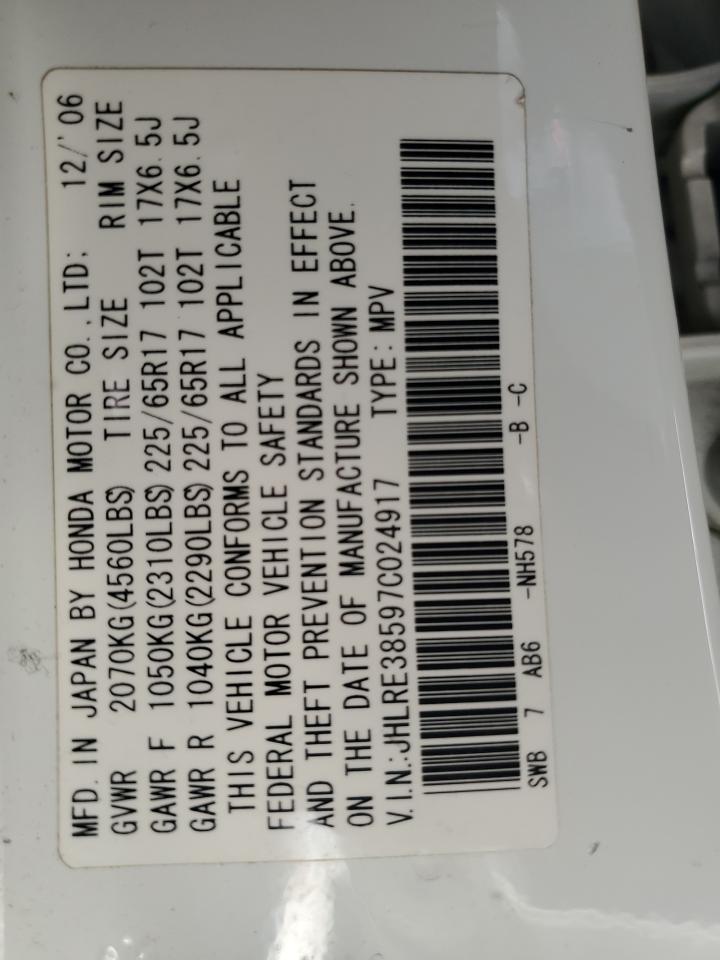 MFD. IN JAPAN BY HONDA MOTOR CO., LTD: 12/'06
GVWR 2070KG(4560LBS) TIRE SIZE RIM SIZE
GAWR F 1050KG(2310LBS) 225/65R17 102T 17X6.5J
GAWR R 1040KG(2290LBS) 225/65R17 102T 17X6.5J
THIS VEHICLE CONFORMS TO ALL APPLICABLE
FEDERAL MOTOR VEHICLE SAFETY
AND THEFT PREVENTION STANDARDS IN EFFECT
ON THE DATE OF MANUFACTURE SHOWN ABOVE.
V.I.N.:JHLRE38597C024917 TYPE:MPV
SWB 7 AB6 -NH578 -B -C